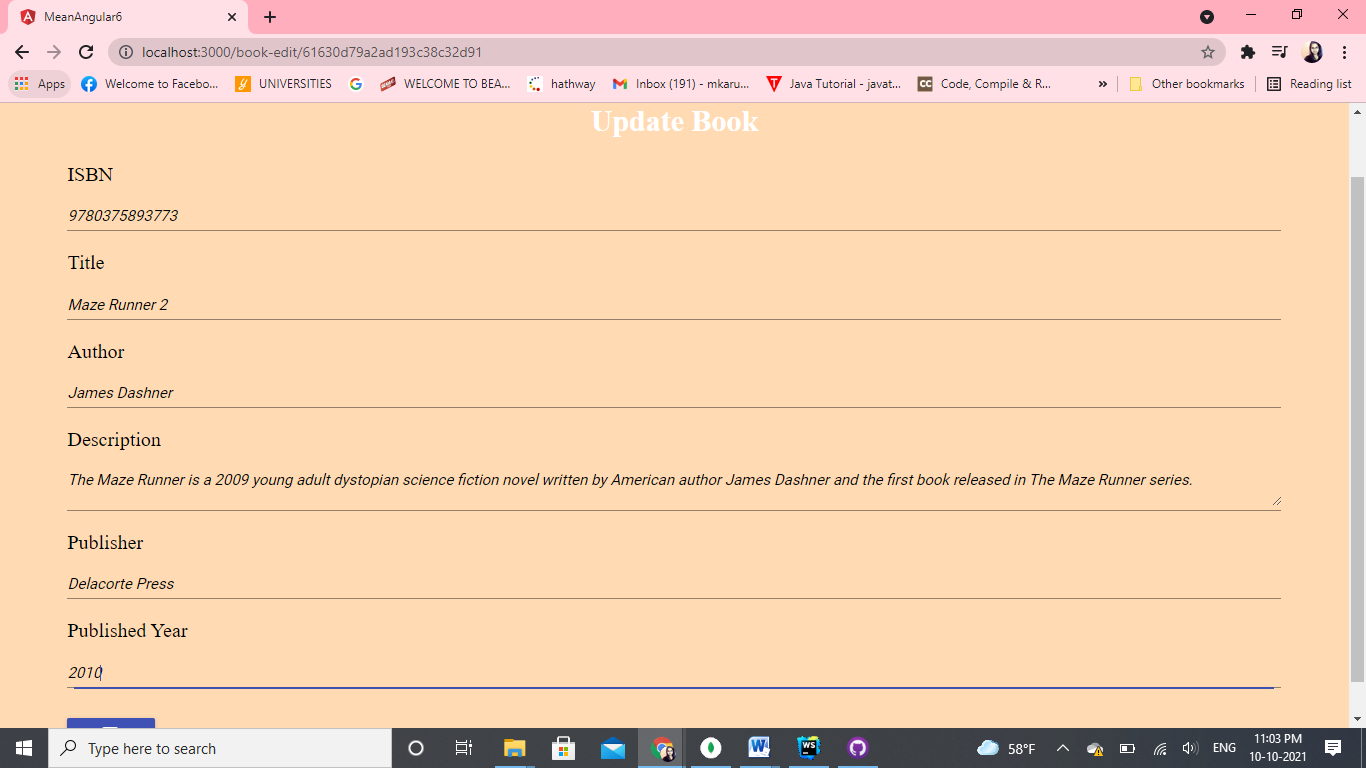 MeanAngular6
localhost:3000/book-edit/61630d79a2ad193c38c32d91
Apps Welcome to Facebo... UNIVERSITIES WELCOME TO BEA... hathway Inbox (191) - mkaru... Java Tutorial - javat... Code, Compile & R... » Other bookmarks Reading list
Update Book
ISBN
9780375893773
Title
Maze Runner 2
Author
James Dashner
Description
The Maze Runner is a 2009 young adult dystopian science fiction novel written by American author James Dashner and the first book released in The Maze Runner series.
Publisher
Delacorte Press
Published Year
2010
Type here to search
58°F ENG 11:03 PM
10-10-2021